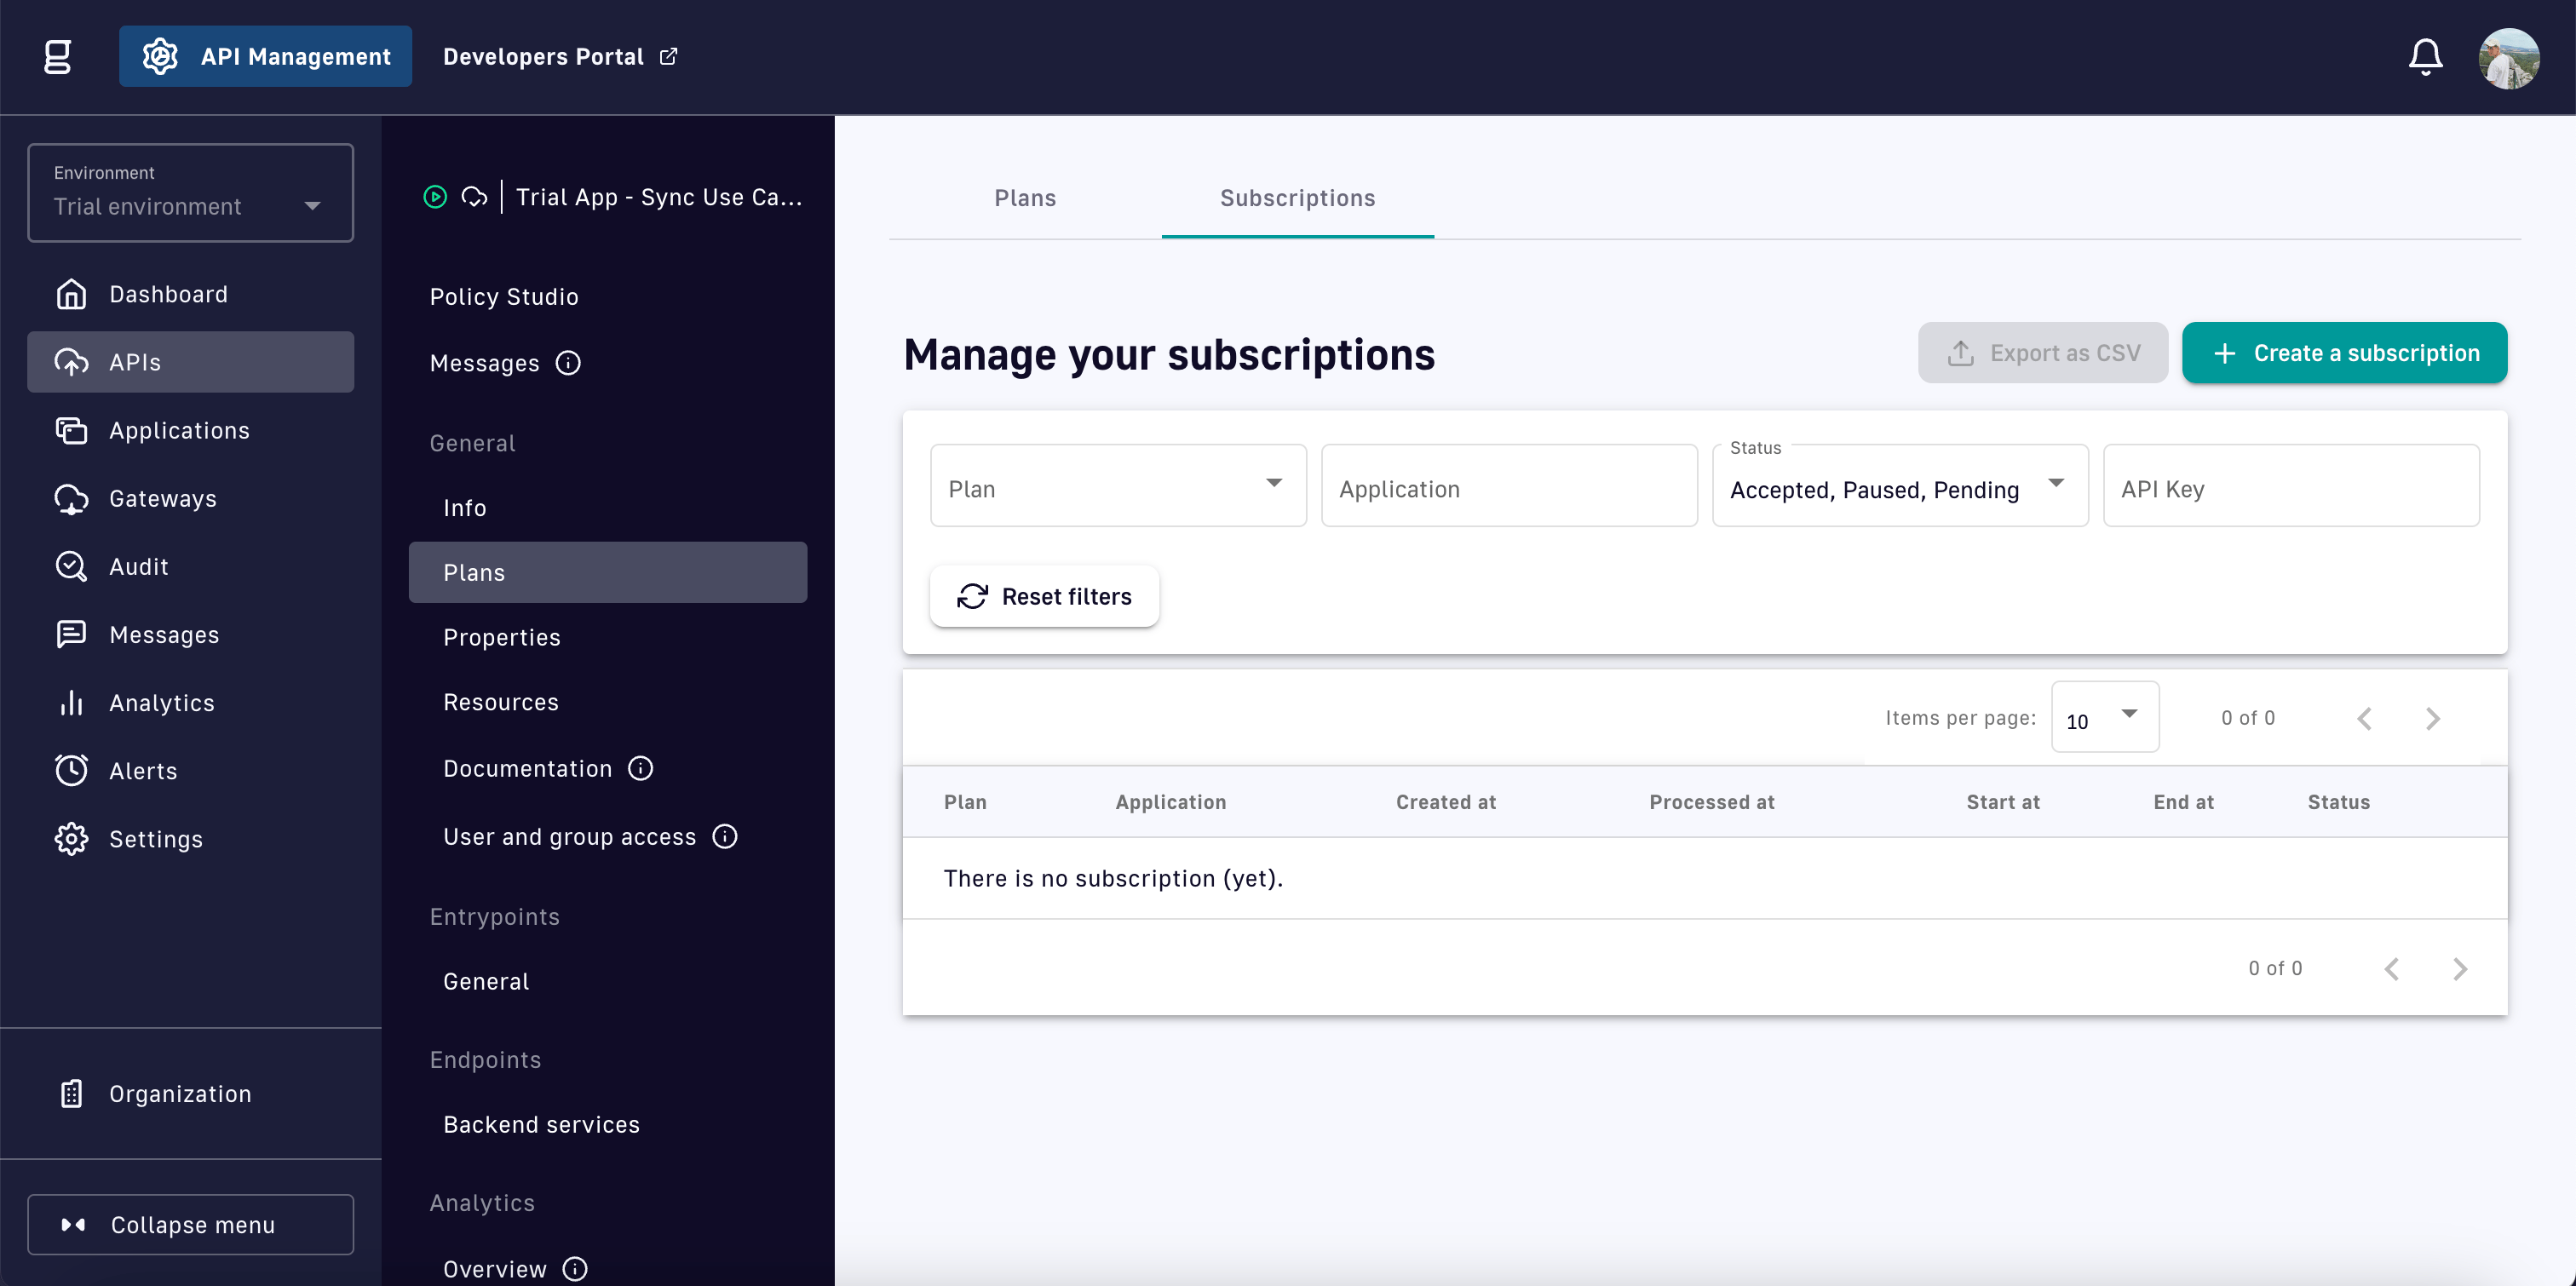 API Management
Developers Portal
Environment
Trial environment
Dashboard
APIs
Applications
Gateways
Audit
Messages
Analytics
Alerts
Settings
Organization
Collapse menu
Trial App - Sync Use Ca...
Policy Studio
Messages
General
Info
Plans
Properties
Resources
Documentation
User and group access
Entrypoints
General
Endpoints
Backend services
Analytics
Overview
Plans Subscriptions
Manage your subscriptions
Export as CSV
Create a subscription
Plan
Application
Status
Accepted, Paused, Pending
API Key
Reset filters
Items per page: 10 0 of 0
Plan Application Created at Processed at Start at End at Status
There is no subscription (yet).
0 of 0